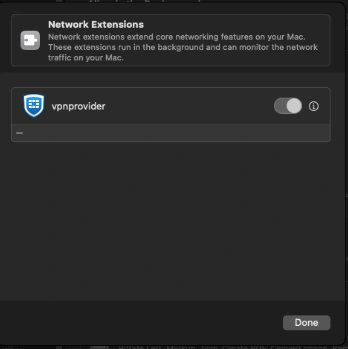 Network Extensions
Network extensions extend core networking features on your Mac.
These extensions run in the background and can monitor the network
traffic on your Mac.
vpnprovider
Done